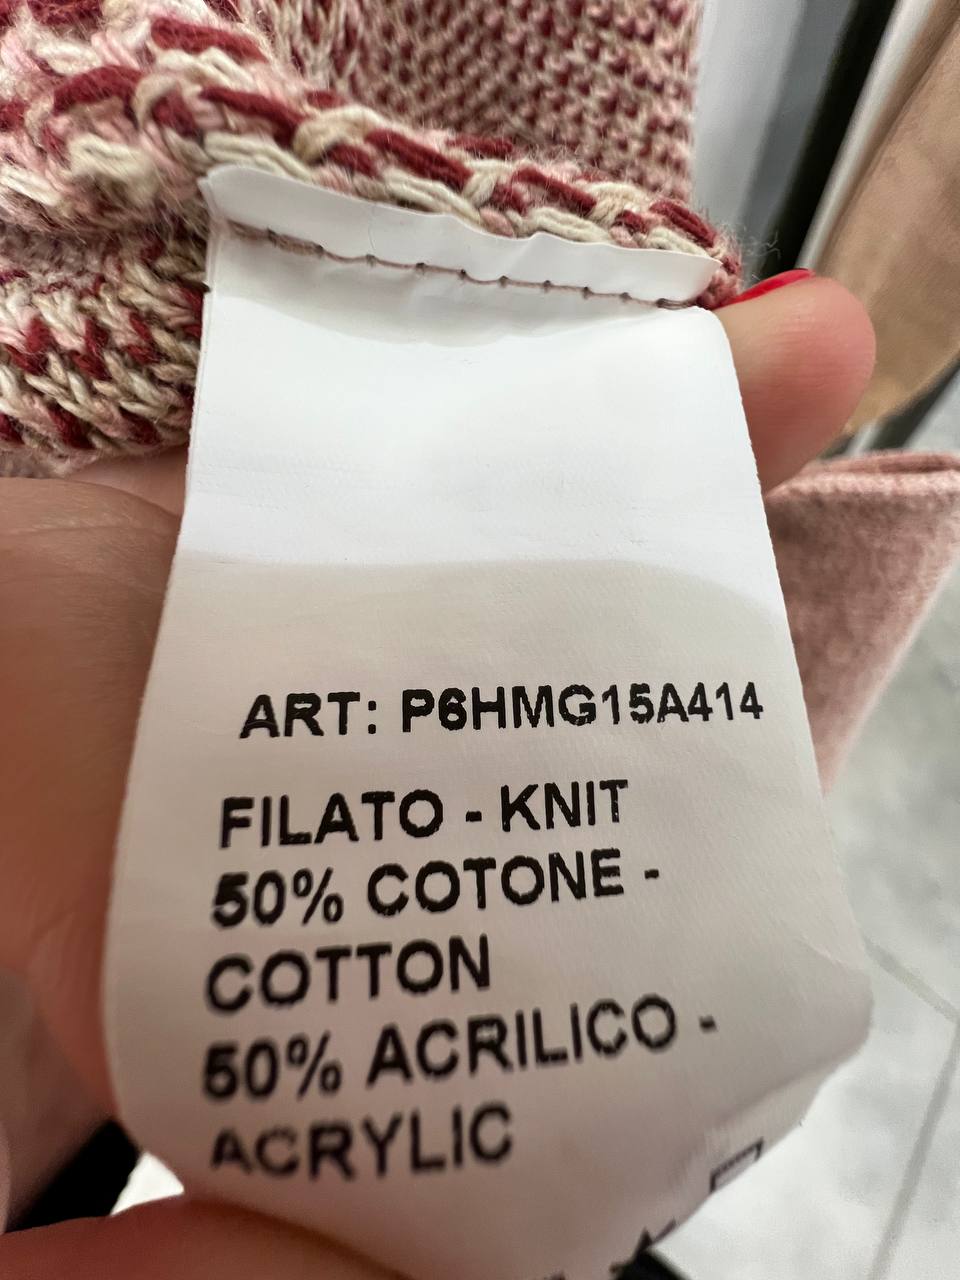 ART: P6HMG15A414
FILATO - KNIT
50% COTONE -
COTTON
50% ACRILICO -
ACRYLIC